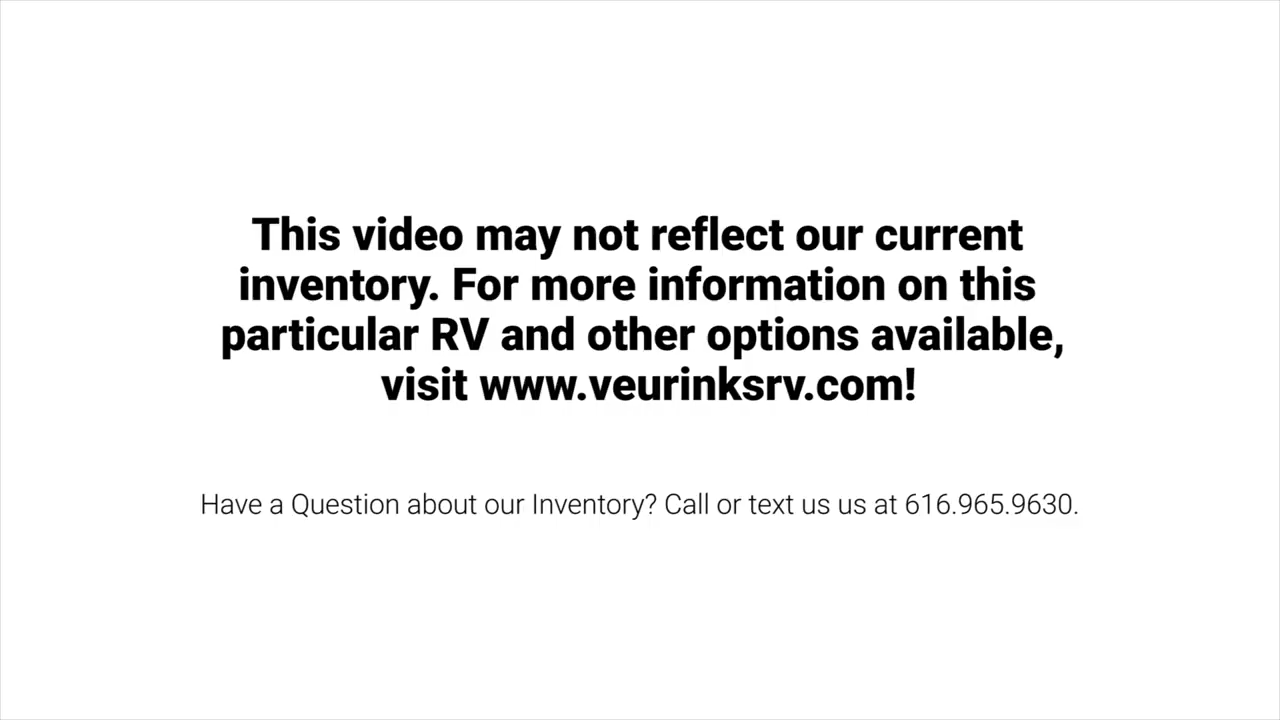 This video may not reflect our current
inventory. For more information on this
particular RV and other options available,
visit www.veurinksrv.com!
Have a Question about our Inventory? Call or text us us at 616.965.9630.